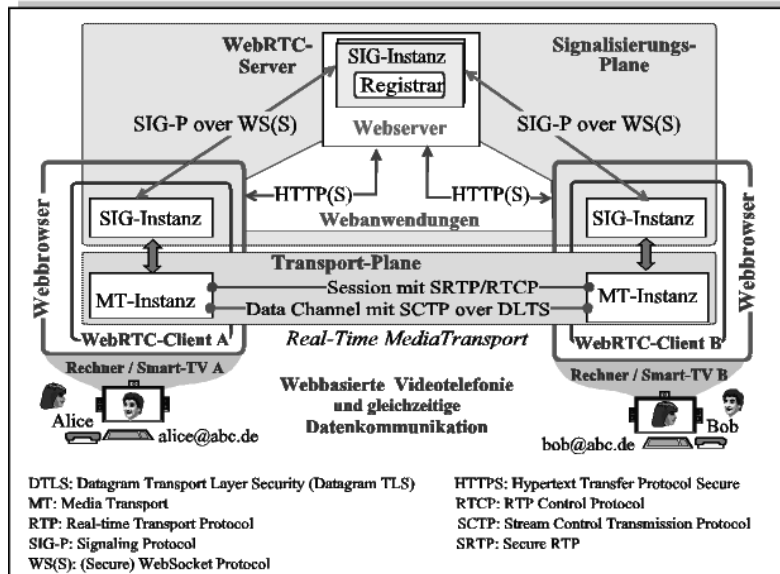 WebRTC-
Server
SIG-Instanz
Registrar
Webserver
Signalisierungs-
Plane
SIG-P over WS(S)
SIG-P over WS(S)
HTTP(S)
HTTP(S)
Webanwendungen
Webbrowser
SIG-Instanz
SIG-Instanz
Webbrowser
Transport-Plane
MT-Instanz
Session mit SRTP/RTCP
Data Channel mit SCTP over DLTS
MT-Instanz
WebRTC-Client A
Real-Time MediaTransport
WebRTC-Client B
Rechner / Smart-TV A
Rechner / Smart-TV B
Alice
alice@abc.de
Webbasierte Videotelefonie
und gleichzeitige
Datenkommunikation
Bob
bob@abc.de
DTLS: Datagram Transport Layer Security (Datagram TLS)
MT: Media Transport
RTP: Real-time Transport Protocol
SIG-P: Signaling Protocol
WS(S): (Secure) WebSocket Protocol
HTTPS: Hypertext Transfer Protocol Secure
RTCP: RTP Control Protocol
SCTP: Stream Control Transmission Protocol
SRTP: Secure RTP